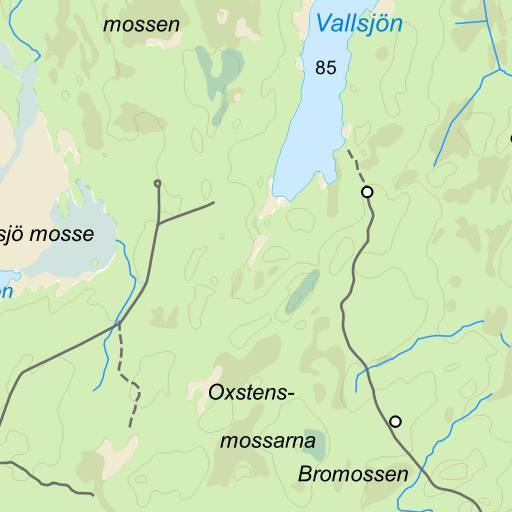 mossen
Vallsjön
85
sjö mosse
Oxstens-
mossarna
Bromossen